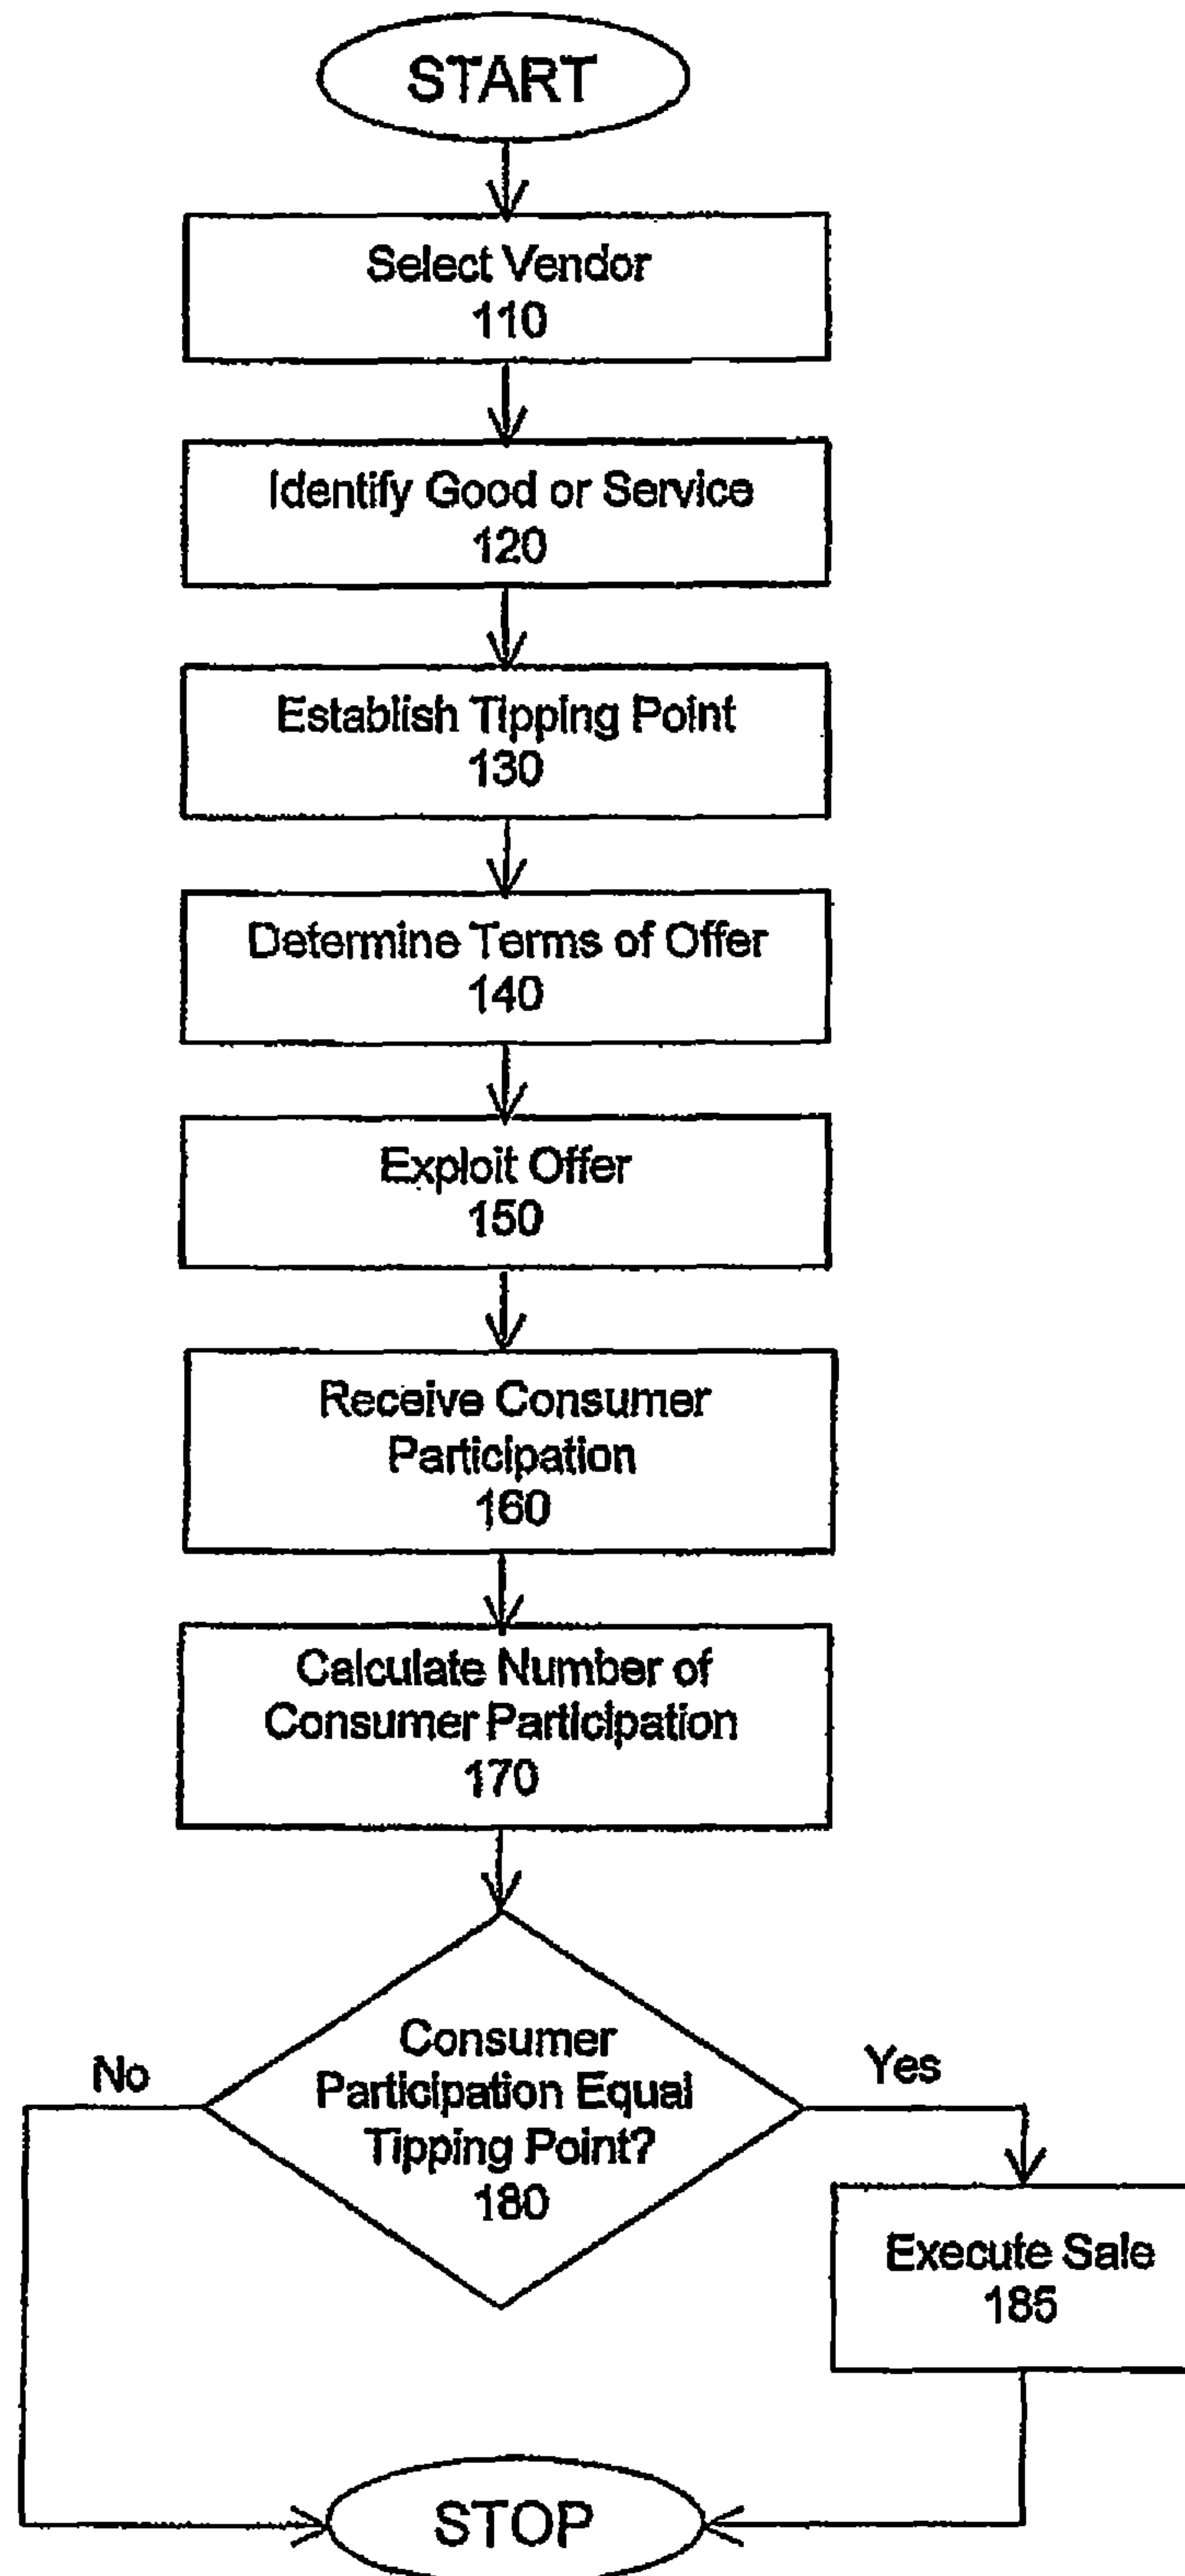 START
Select Vendor
110
Identify Good or Service
120
Establish Tipping Point
130
Determine Terms of Offer
140
Exploit Offer
150
Receive Consumer
Participation
160
Calculate Number of
Consumer Participation
170
Consumer
Participation Equal
Tipping Point?
180
No
Yes
Execute Sale
185
STOP